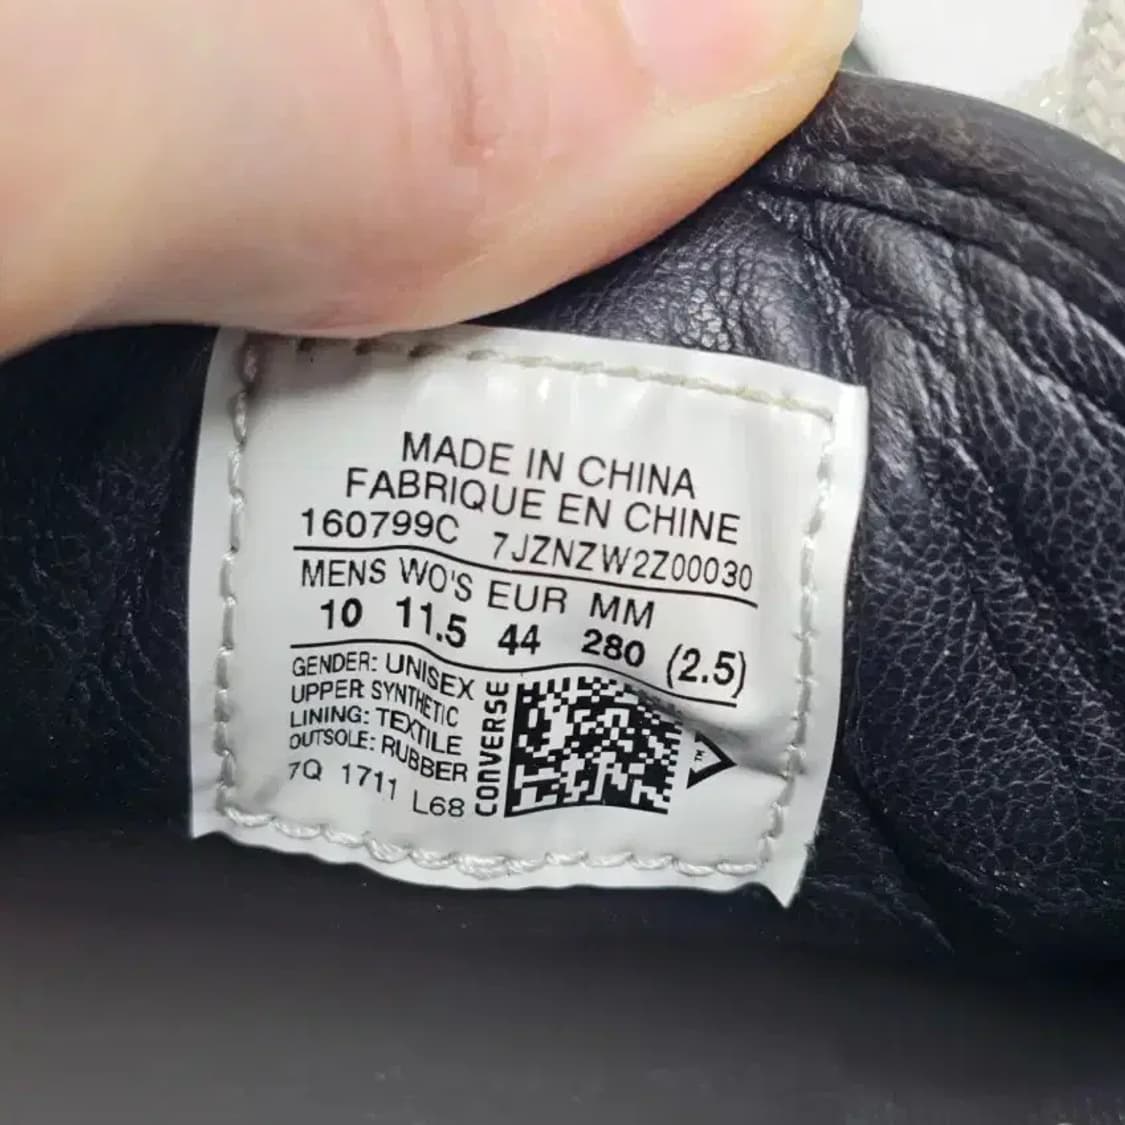 MADE IN CHINA
FABRIQUE EN CHINE
160799C 7JZNZW2Z00030
MENS WO'S EUR MM
10 11.5 44 280 (2.5)
GENDER: UNISEX
UPPER: SYNTHETIC
LINING: TEXTILE
OUTSOLE: RUBBER
7Q 1711 L68
CONVERSE
TM